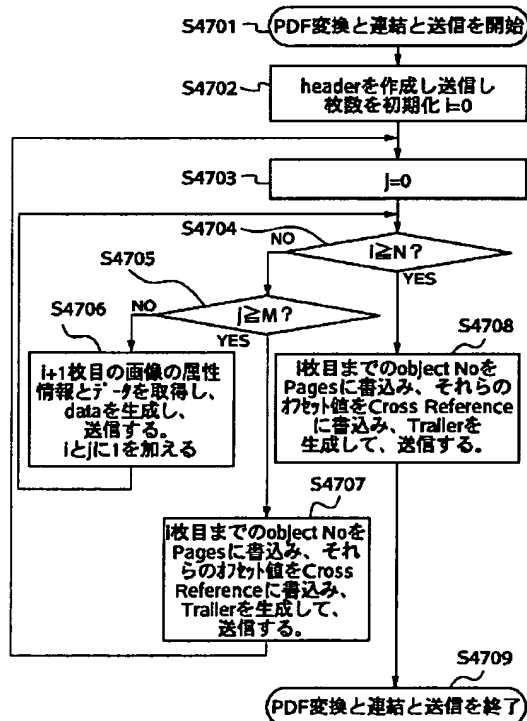 S4701
PDF変換と連結と送信を開始
S4702
headerを作成し送信し
枚数を初期化 i=0
S4703
j=0
S4704
i≧N?
NO
YES
S4705
j≧M?
NO
YES
S4706
i+1枚目の画像の属性
情報とデータを取得し、
dataを生成し、
送信する。
iとjに1を加える
S4708
i枚目までのobject Noを
Pagesに書込み、それらの
オフセット値をCross Reference
に書込み、Trailerを
生成して、送信する。
S4707
i枚目までのobject Noを
Pagesに書込み、それ
らのオフセット値をCross
Referenceに書込み、
Trailerを生成して、
送信する。
S4709
PDF変換と連結と送信を終了